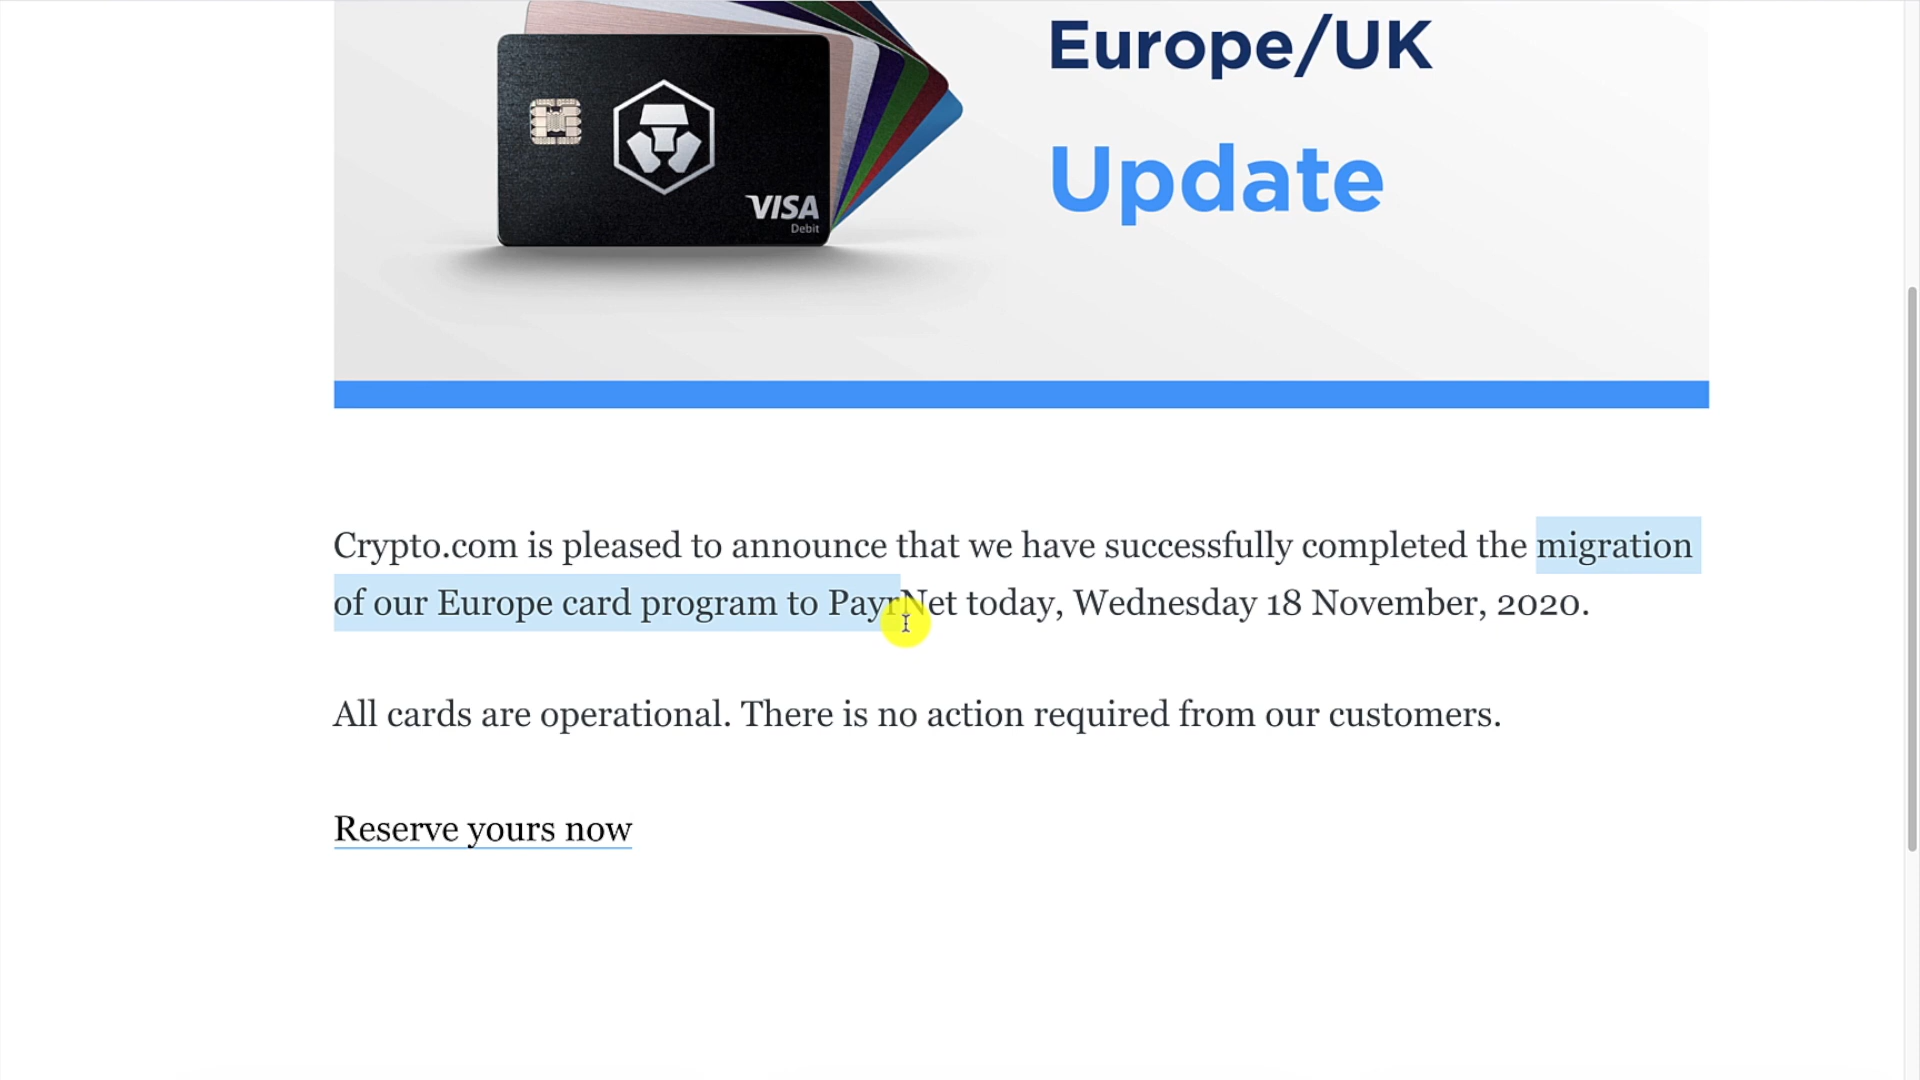 Europe/UK
Update
VISA
Debit
Crypto.com is pleased to announce that we have successfully completed the migration
of our Europe card program to PayrNet today, Wednesday 18 November, 2020.
All cards are operational. There is no action required from our customers.
Reserve yours now